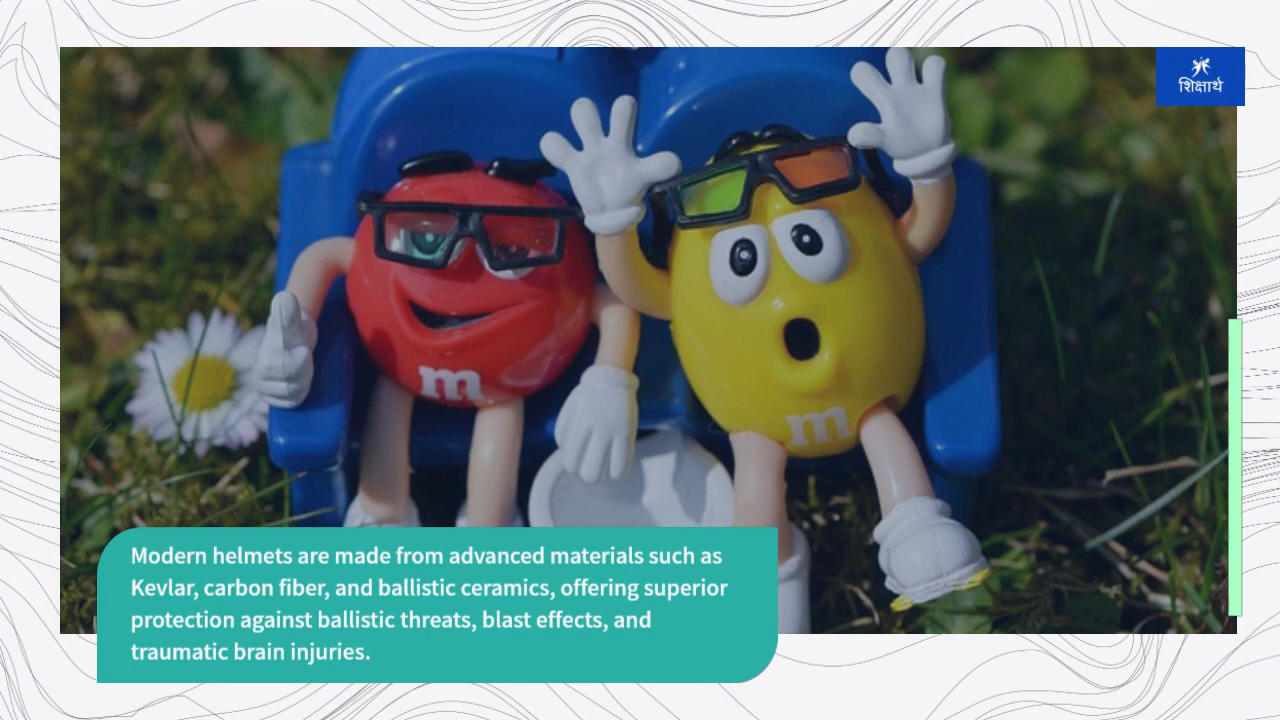 शिक्षार्थ
m
m
Modern helmets are made from advanced materials such as
Kevlar, carbon fiber, and ballistic ceramics, offering superior
protection against ballistic threats, blast effects, and
traumatic brain injuries.